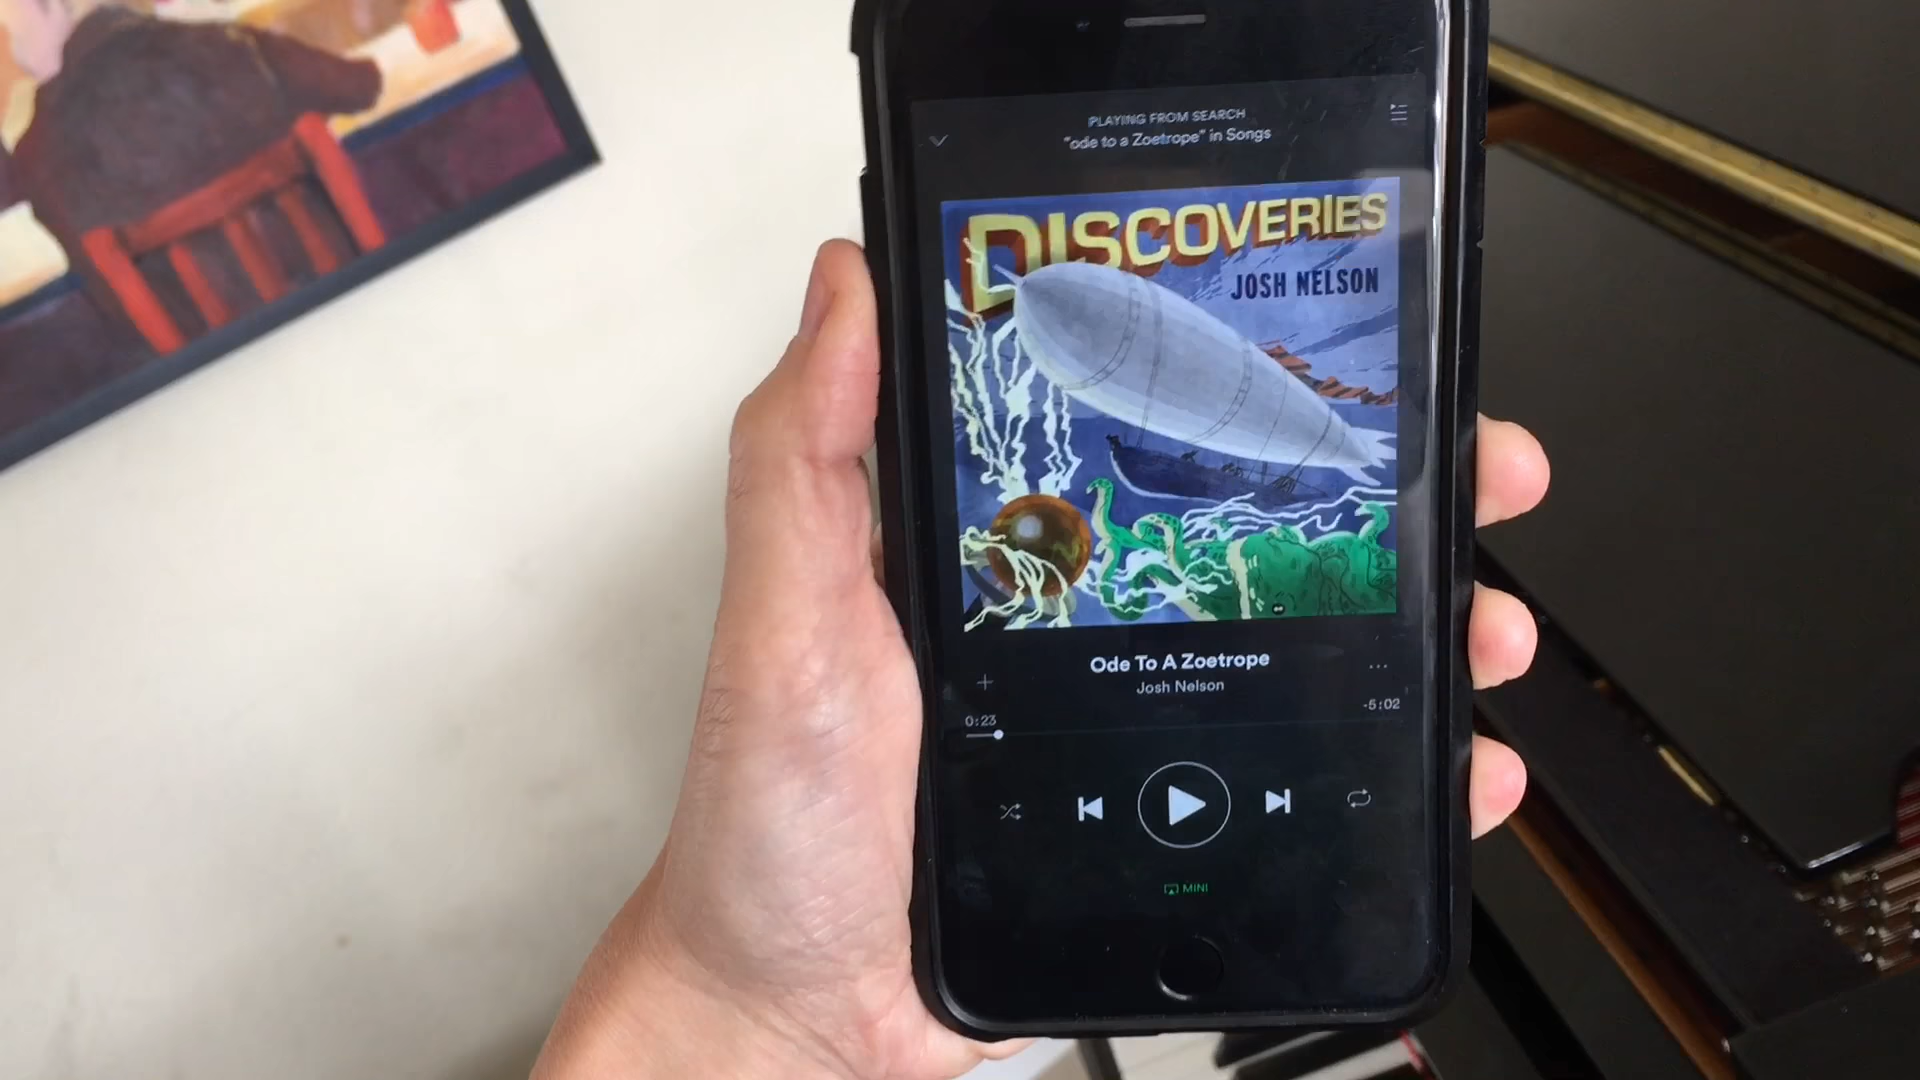 PLAYING FROM SEARCH
"ode to a Zoetrope" in Songs
DISCOVERIES
JOSH NELSON
Ode To A Zoetrope
Josh Nelson
0:23
-5:02
MINI